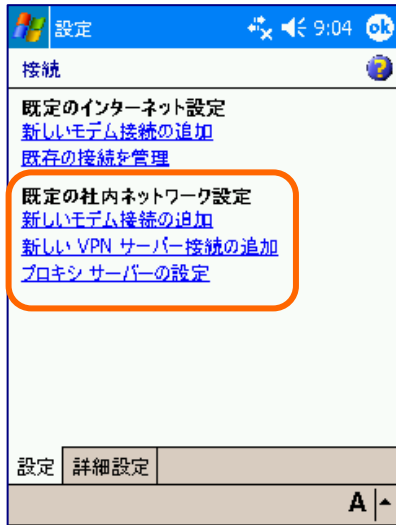 設定 9:04 ok
接続 ?
既定のインターネット設定
新しいモデム接続の追加
既存の接続を管理
既定の社内ネットワーク設定
新しいモデム接続の追加
新しい VPN サーバー接続の追加
プロキシ サーバーの設定
設定 詳細設定
A